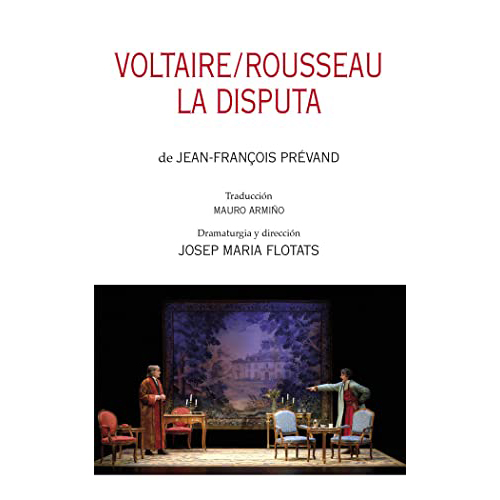 VOLTAIRE/ROUSSEAU
LA DISPUTA
de JEAN-FRANÇOIS PRÉVAND
Traducción
MAURO ARMIÑO
Dramaturgia y dirección
JOSEP MARIA FLOTATS